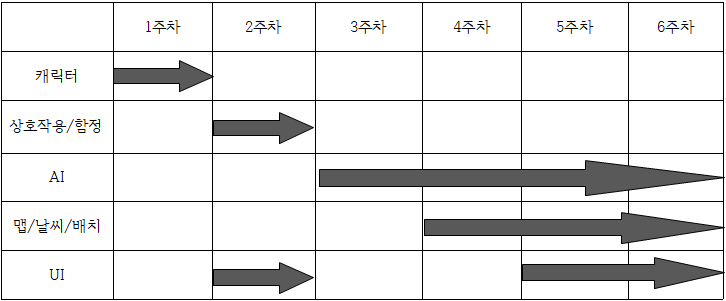 1주차 2주차 3주차 4주차 5주차 6주차
캐릭터
상호작용/함정
AI
맵/날씨/배치
UI